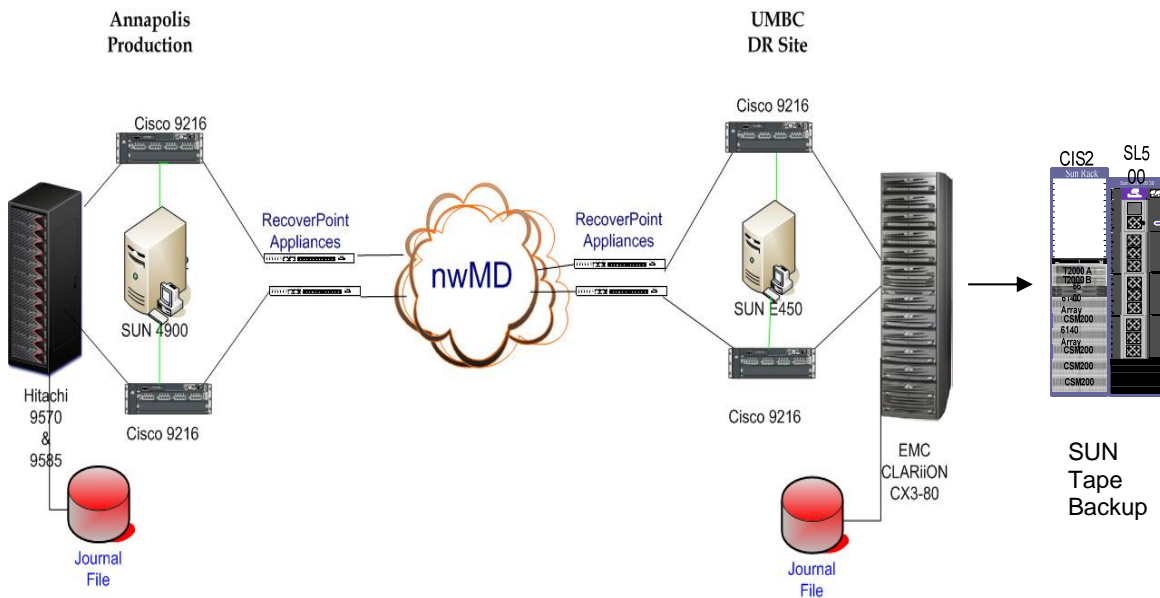 Annapolis
Production
UMBC
DR Site
Cisco 9216
Cisco 9216
CIS2
SL5
00
Sun Rack
RecoverPoint
Appliances
RecoverPoint
Appliances
nwMD
SUN 4900
SUN E450
T2000 A
T2000 B
Array
CSM200
6140
Array
CSM200
CSM200
CSM200
Hitachi
9570
&
9585
Cisco 9216
Cisco 9216
EMC
CLARiiON
CX3-80
SUN
Tape
Backup
Journal
File
Journal
File